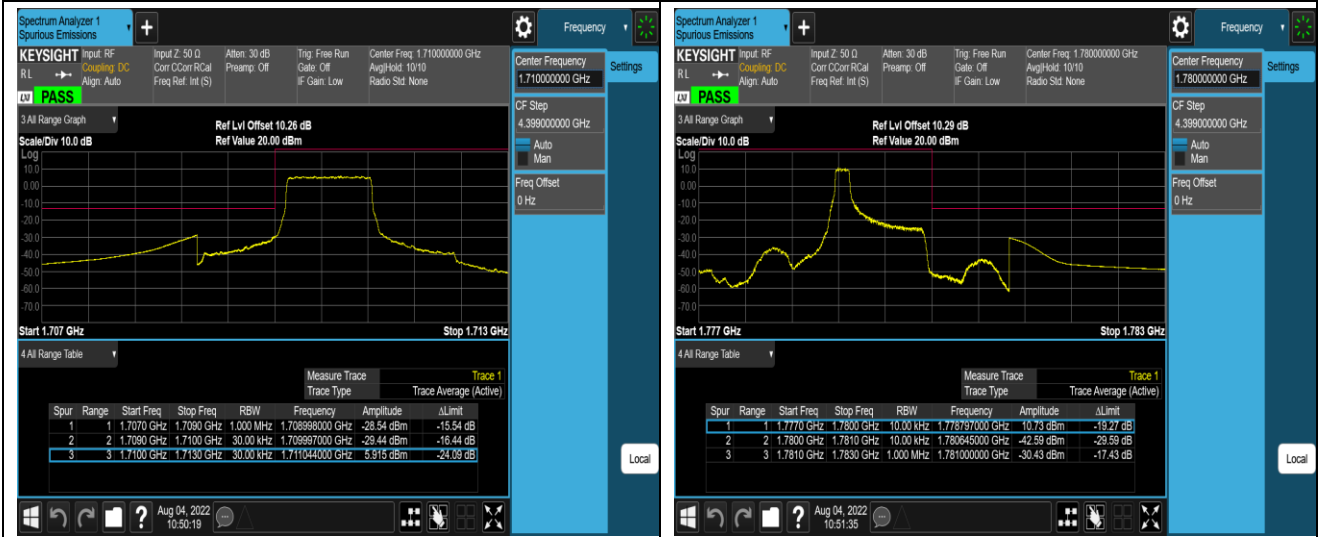 Spectrum Analyzer 1
Spurious Emissions
Frequency
KEYSIGHT Input: RF Input Z: 50 Ω Atten: 30 dB Trig: Free Run Center Freq: 1.710000000 GHz
RL Coupling: DC Corr CCorr RCal Preamp: Off Gate: Off Avg|Hold: 10/10
Align: Auto Freq Ref: Int (S) IF Gain: Low Radio Std: None
LXI PASS
Center Frequency
1.710000000 GHz
Settings
CF Step
4.399000000 GHz
Auto
Man
Freq Offset
0 Hz
3 All Range Graph
Ref Lvl Offset 10.26 dB
Scale/Div 10.0 dB Ref Value 20.00 dBm
Log
10.0
0.00
-10.0
-20.0
-30.0
-40.0
-50.0
-60.0
-70.0
Start 1.707 GHz Stop 1.713 GHz
4 All Range Table
Measure Trace Trace 1
Trace Type Trace Average (Active)
Spur Range Start Freq Stop Freq RBW Frequency Amplitude ΔLimit
1 1 1.7070 GHz 1.7090 GHz 1.000 MHz 1.708998000 GHz -28.54 dBm -15.54 dB
2 2 1.7090 GHz 1.7100 GHz 30.00 kHz 1.709997000 GHz -29.44 dBm -16.44 dB
3 3 1.7100 GHz 1.7130 GHz 30.00 kHz 1.711044000 GHz 5.915 dBm -24.09 dB
Local
?
Aug 04, 2022
10:50:19
Spectrum Analyzer 1
Spurious Emissions
Frequency
KEYSIGHT Input: RF Input Z: 50 Ω Atten: 30 dB Trig: Free Run Center Freq: 1.780000000 GHz
RL Coupling: DC Corr CCorr RCal Preamp: Off Gate: Off Avg|Hold: 10/10
Align: Auto Freq Ref: Int (S) IF Gain: Low Radio Std: None
LXI PASS
Center Frequency
1.780000000 GHz
Settings
CF Step
4.399000000 GHz
Auto
Man
Freq Offset
0 Hz
3 All Range Graph
Ref Lvl Offset 10.29 dB
Scale/Div 10.0 dB Ref Value 20.00 dBm
Log
10.0
0.00
-10.0
-20.0
-30.0
-40.0
-50.0
-60.0
-70.0
Start 1.777 GHz Stop 1.783 GHz
4 All Range Table
Measure Trace Trace 1
Trace Type Trace Average (Active)
Spur Range Start Freq Stop Freq RBW Frequency Amplitude ΔLimit
1 1 1.7770 GHz 1.7800 GHz 10.00 kHz 1.778797000 GHz 10.73 dBm -19.27 dB
2 2 1.7800 GHz 1.7810 GHz 10.00 kHz 1.780645000 GHz -42.59 dBm -29.59 dB
3 3 1.7810 GHz 1.7830 GHz 1.000 MHz 1.781000000 GHz -30.43 dBm -17.43 dB
Local
?
Aug 04, 2022
10:51:35